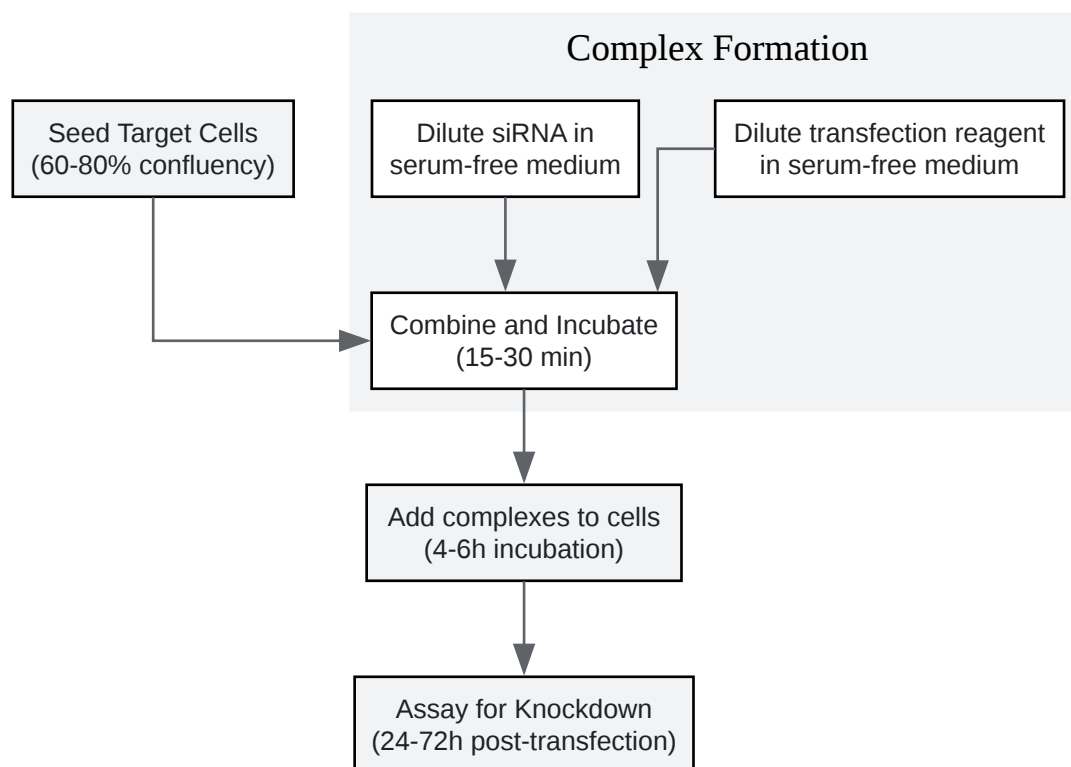 Complex Formation
Seed Target Cells
(60-80% confluency)
Dilute siRNA in
serum-free medium
Dilute transfection reagent
in serum-free medium
Combine and Incubate
(15-30 min)
Add complexes to cells
(4-6h incubation)
Assay for Knockdown
(24-72h post-transfection)